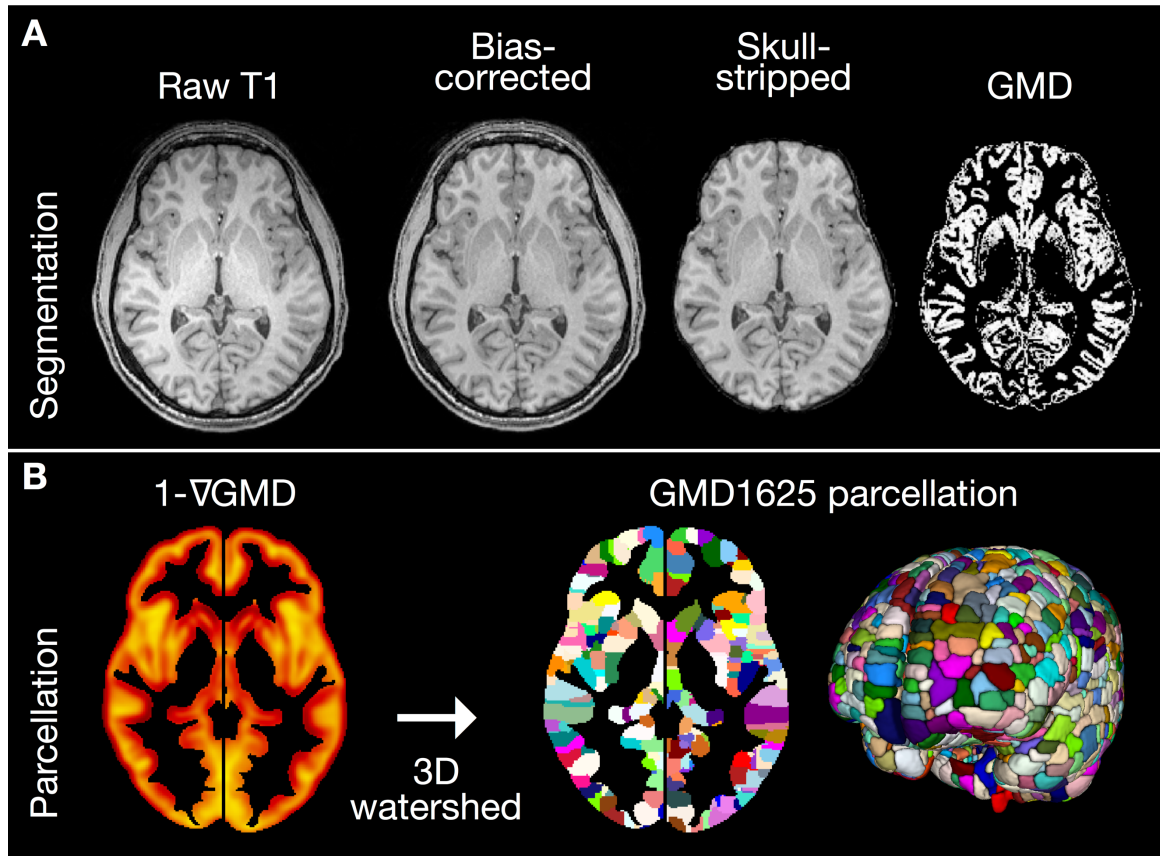 A
Raw T1
Bias-
corrected
Skull-
stripped
GMD
Segmentation
B
1-∇GMD
GMD1625 parcellation
3D
watershed
Parcellation